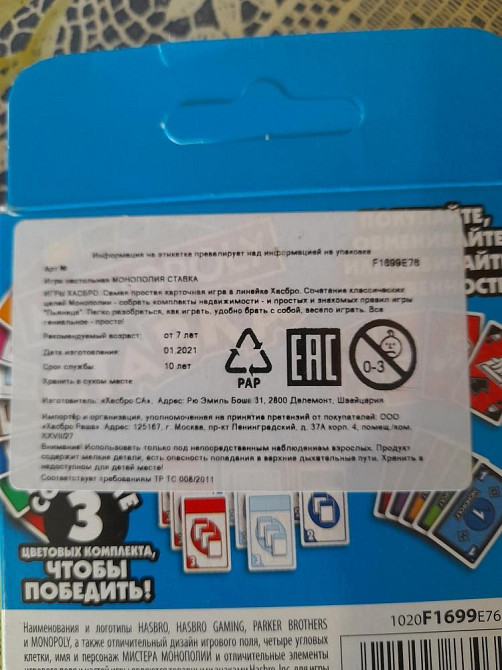 Информация на этикетке превалирует над информацией на упаковке
Арт № F1699E76
Игра настольная МОНОПОЛИЯ СТАВКА
ИГРЫ ХАСБРО. Самая простая карточная игра в линейке Хасбро. Сочетание классических
целей Монополии - собрать комплекты недвижимости - и простых и знакомых правил игры
"Пьяница". Легко разобраться, как играть, удобно брать с собой, весело играть. Все
гениальное - просто!
Рекомендуемый возраст: от 7 лет
Дата изготовления: 01.2021
Срок службы: 10 лет
Хранить в сухом месте
PAP
EAC
0-3
Изготовитель: «Хасбро СА», Адрес: Рю Эмиль Боше 31, 2800 Делемонт, Швейцария
Импортёр и организация, уполномоченная на принятие претензий от покупателей: ООО
«Хасбро Раша». Адрес: 125167, г. Москва, пр-кт Ленинградский, д. 37А корп. 4, помещ./ком.
XXVII/27
Внимание! Использовать только под непосредственным наблюдением взрослых. Продукт
содержит мелкие детали, есть опасность попадания в верхние дыхательные пути. Хранить в
недоступном для детей месте!
Соответствует требованиям ТР ТС 008/2011
3
ЦВЕТОВЫХ КОМПЛЕКТА,
ЧТОБЫ
ПОБЕДИТЬ!
1
Наименования и логотипы HASBRO, HASBRO GAMING, PARKER BROTHERS
и MONOPOLY, а также отличительный дизайн игрового поля, четыре угловых
клетки, имя и персонаж МИСТЕРА МОНОПОЛИИ и отличительные элементы
1020F1699E76